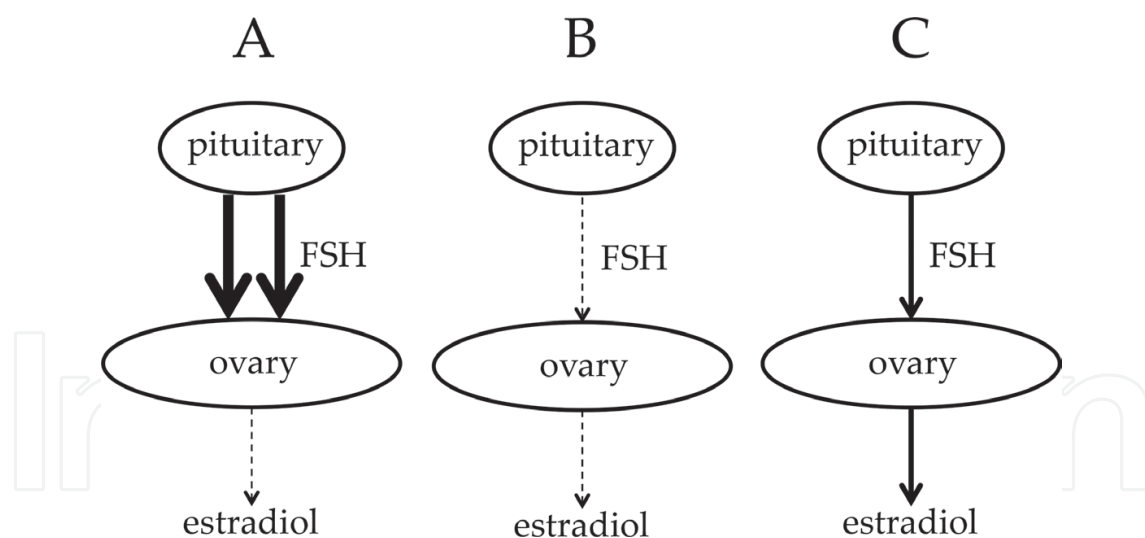 A B C
pituitary pituitary pituitary
FSH FSH FSH
ovary ovary ovary
estradiol estradiol estradiol